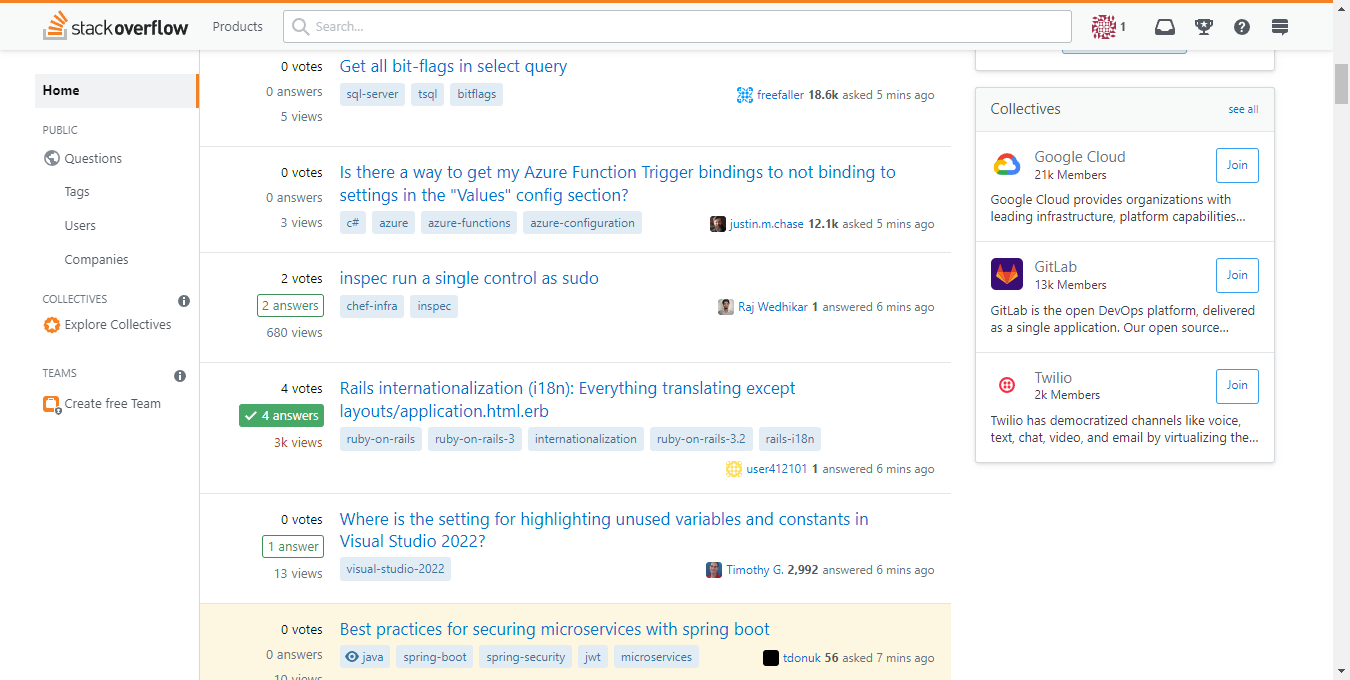 stack overflow
Products
Search...
1
Home
PUBLIC
Questions
Tags
Users
Companies
COLLECTIVES
Explore Collectives
TEAMS
Create free Team
0 votes
0 answers
5 views
Get all bit-flags in select query
sql-server tsql bitflags
freefaller 18.6k asked 5 mins ago
0 votes
0 answers
3 views
Is there a way to get my Azure Function Trigger bindings to not binding to
settings in the "Values" config section?
c# azure azure-functions azure-configuration
justin.m.chase 12.1k asked 5 mins ago
2 votes
2 answers
680 views
inspec run a single control as sudo
chef-infra inspec
Raj Wedhikar 1 answered 6 mins ago
4 votes
4 answers
3k views
Rails internationalization (i18n): Everything translating except
layouts/application.html.erb
ruby-on-rails ruby-on-rails-3 internationalization ruby-on-rails-3.2 rails-i18n
user412101 1 answered 6 mins ago
0 votes
1 answer
13 views
Where is the setting for highlighting unused variables and constants in
Visual Studio 2022?
visual-studio-2022
Timothy G. 2,992 answered 6 mins ago
0 votes
0 answers
10 views
Best practices for securing microservices with spring boot
java spring-boot spring-security jwt microservices
tdonuk 56 asked 7 mins ago
Collectives
see all
Google Cloud
21k Members
Join
Google Cloud provides organizations with
leading infrastructure, platform capabilities...
GitLab
13k Members
Join
GitLab is the open DevOps platform, delivered
as a single application. Our open source...
Twilio
2k Members
Join
Twilio has democratized channels like voice,
text, chat, video, and email by virtualizing the...